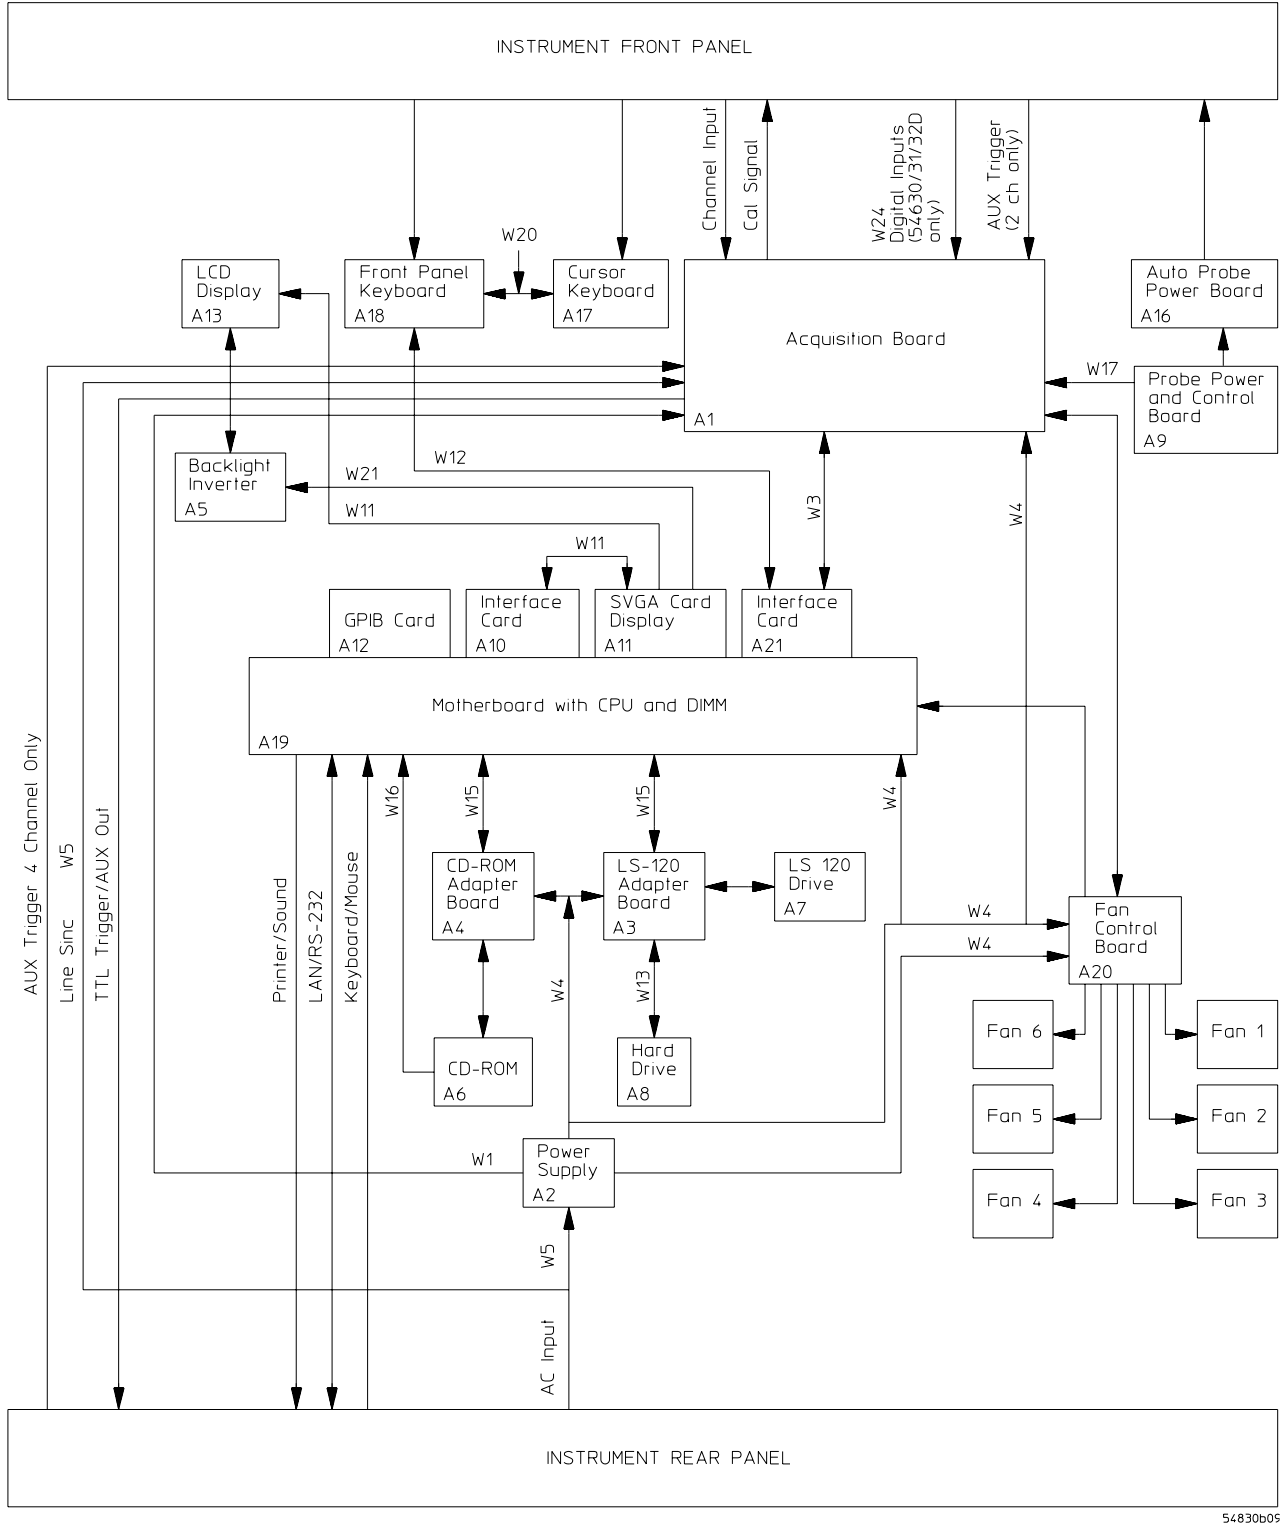 INSTRUMENT FRONT PANEL
Channel Input
Cal Signal
W24
Digital Inputs
(54630/31/32D
only)
AUX Trigger
(2 ch only)
W20
LCD
Display
A13
Front Panel
Keyboard
A18
Cursor
Keyboard
A17
Acquisition Board
A1
Auto Probe
Power Board
A16
W17
Probe Power
and Control
Board
A9
Backlight
Inverter
A5
W12
W21
W11
W3
W4
W11
GPIB Card
A12
Interface
Card
A10
SVGA Card
Display
A11
Interface
Card
A21
Motherboard with CPU and DIMM
A19
AUX Trigger 4 Channel Only
Line Sinc W5
TTL Trigger/AUX Out
Printer/Sound
LAN/RS-232
Keyboard/Mouse
W16
W15
W15
W4
CD-ROM
Adapter
Board
A4
LS-120
Adapter
Board
A3
LS 120
Drive
A7
W4
W4
Fan
Control
Board
A20
W4
W13
CD-ROM
A6
Hard
Drive
A8
Fan 6
Fan 1
Fan 5
Fan 2
Fan 4
Fan 3
W1
Power
Supply
A2
W5
AC Input
INSTRUMENT REAR PANEL
54830b09